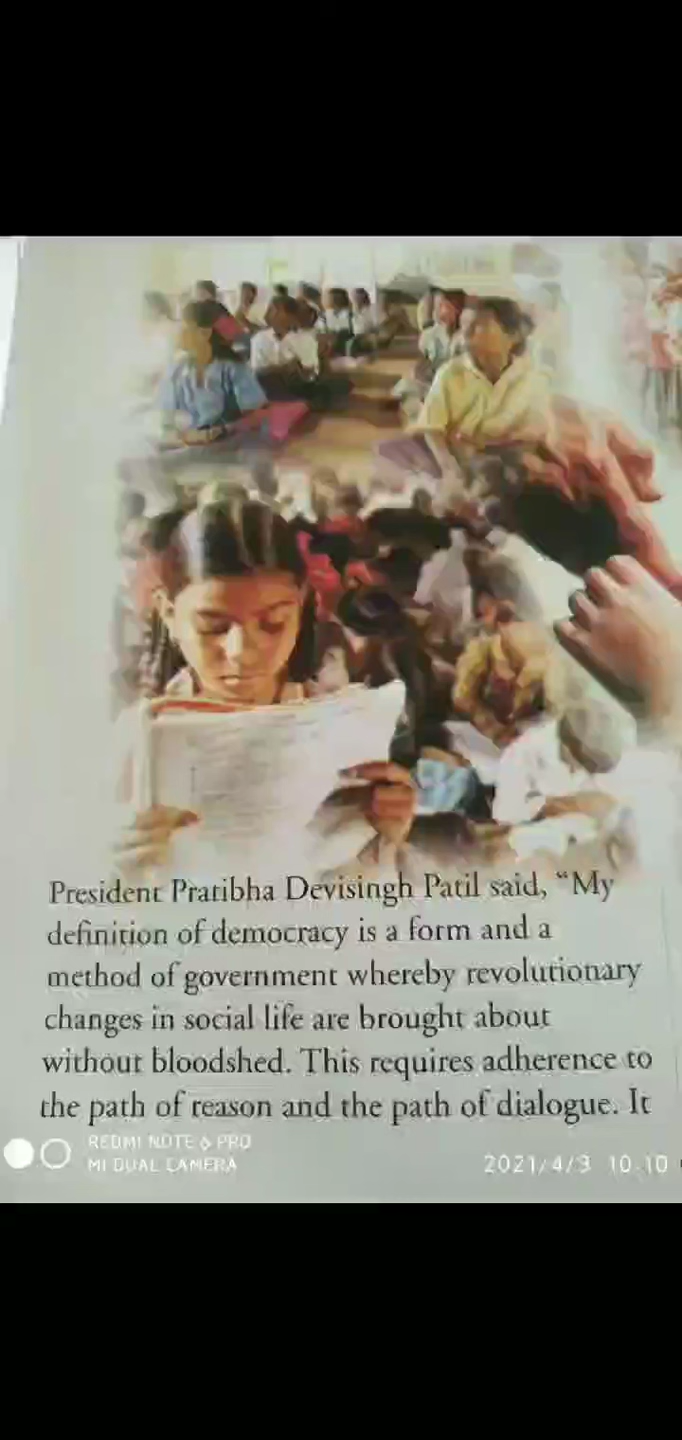 President Pratibha Devisingh Patil said, “My
definition of democracy is a form and a
method of government whereby revolutionary
changes in social life are brought about
without bloodshed. This requires adherence to
the path of reason and the path of dialogue. It
REDMI NOTE 6 PRO
MI DUAL CAMERA
2021/4/3 10:10